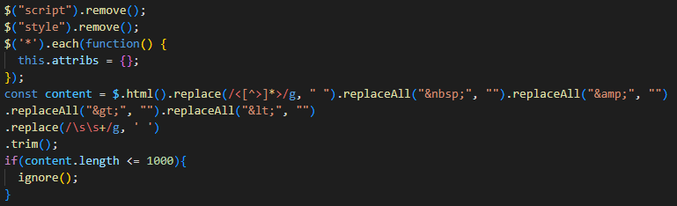 $("script").remove();
$("style").remove();
$('*').each(function() {
  this.attribs = {};
});
const content = $.html().replace(/<[^>]*>/g, " ").replaceAll("&nbsp;", "").replaceAll("&amp;", "")
.replaceAll("&gt;", "").replaceAll("&lt;", "")
.replace(/\s\s+/g, ' ')
.trim();
if(content.length <= 1000){
  ignore();
}